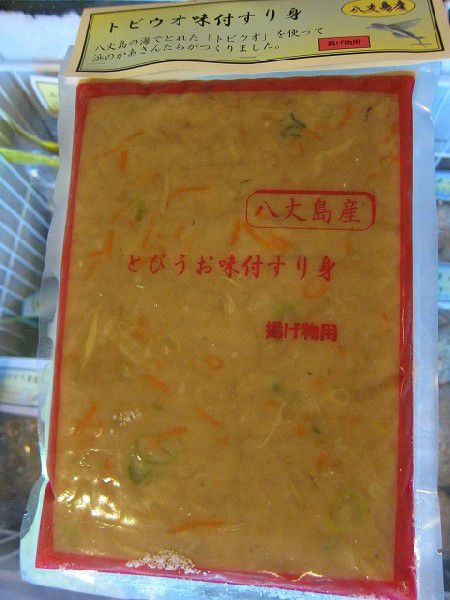 トビウオ味付すり身
八丈島産
八丈島の海でとれた「トビウオ」を使って
浜のかあさんたちがつくりました。
揚げ物用
八丈島産
とびうお味付すり身
揚げ物用